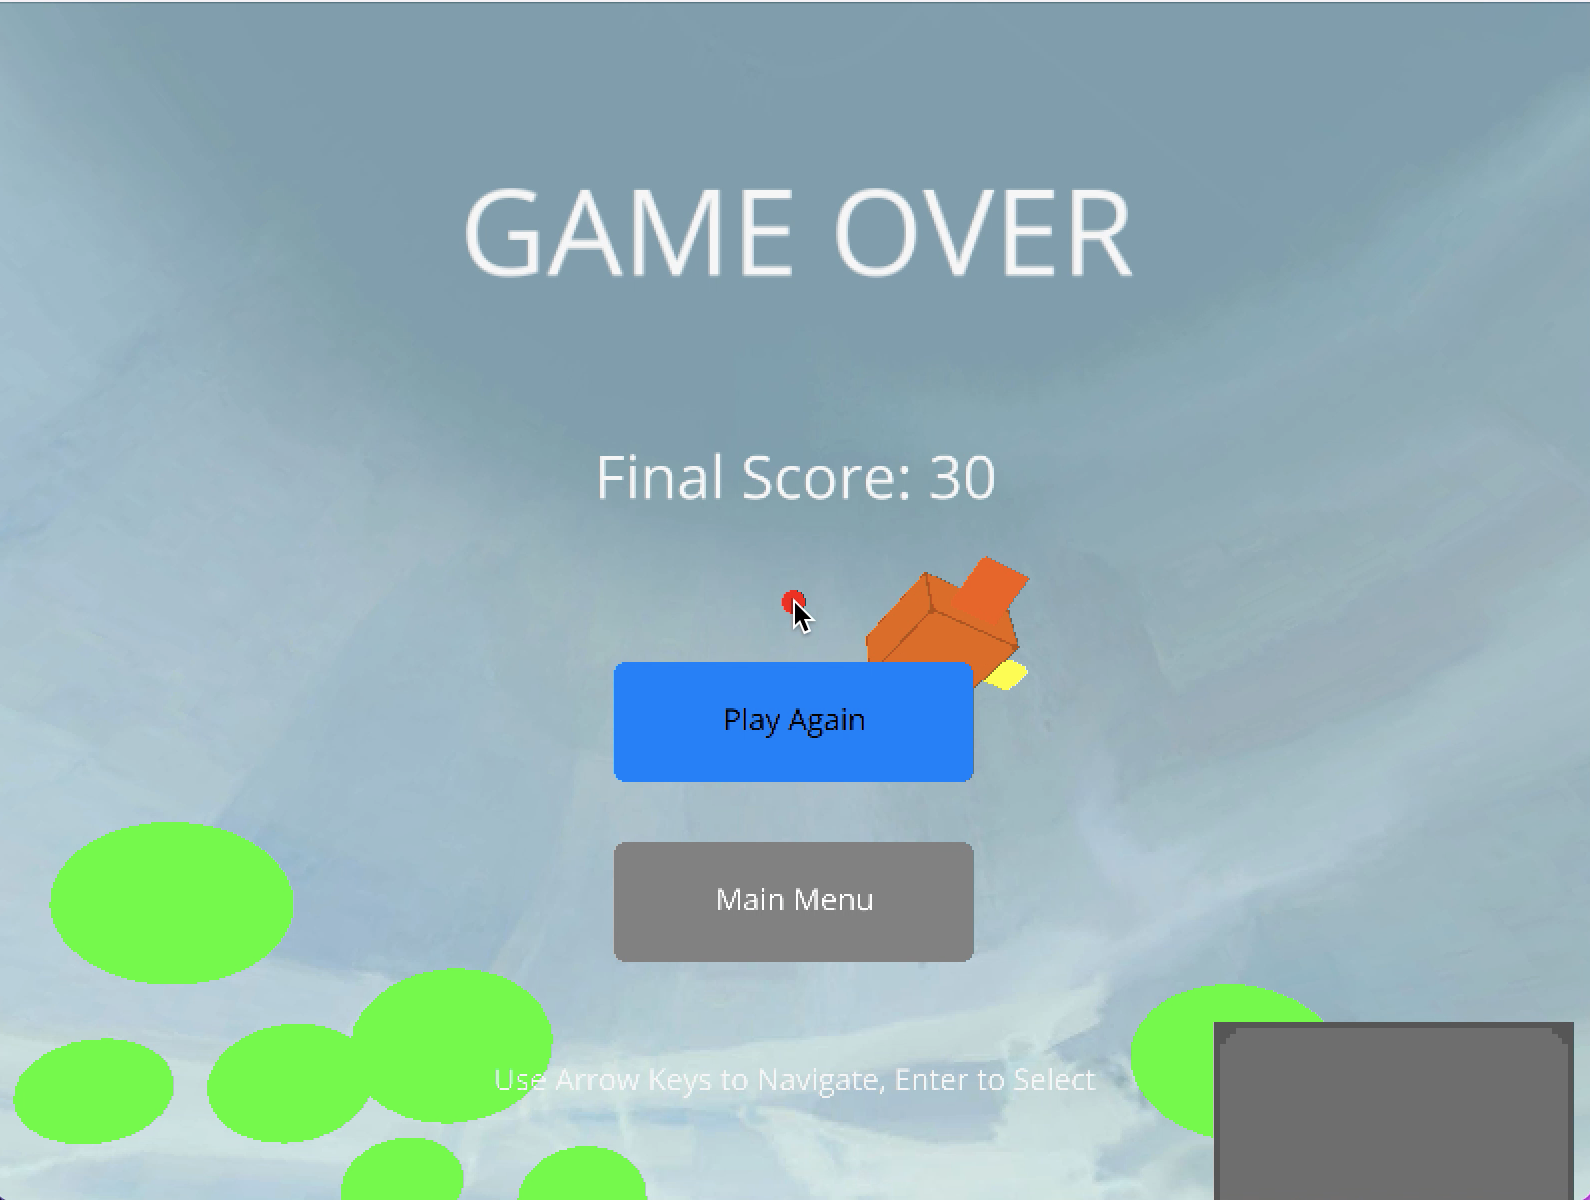 GAME OVER
Final Score: 30
Play Again
Main Menu
Use Arrow Keys to Navigate, Enter to Select